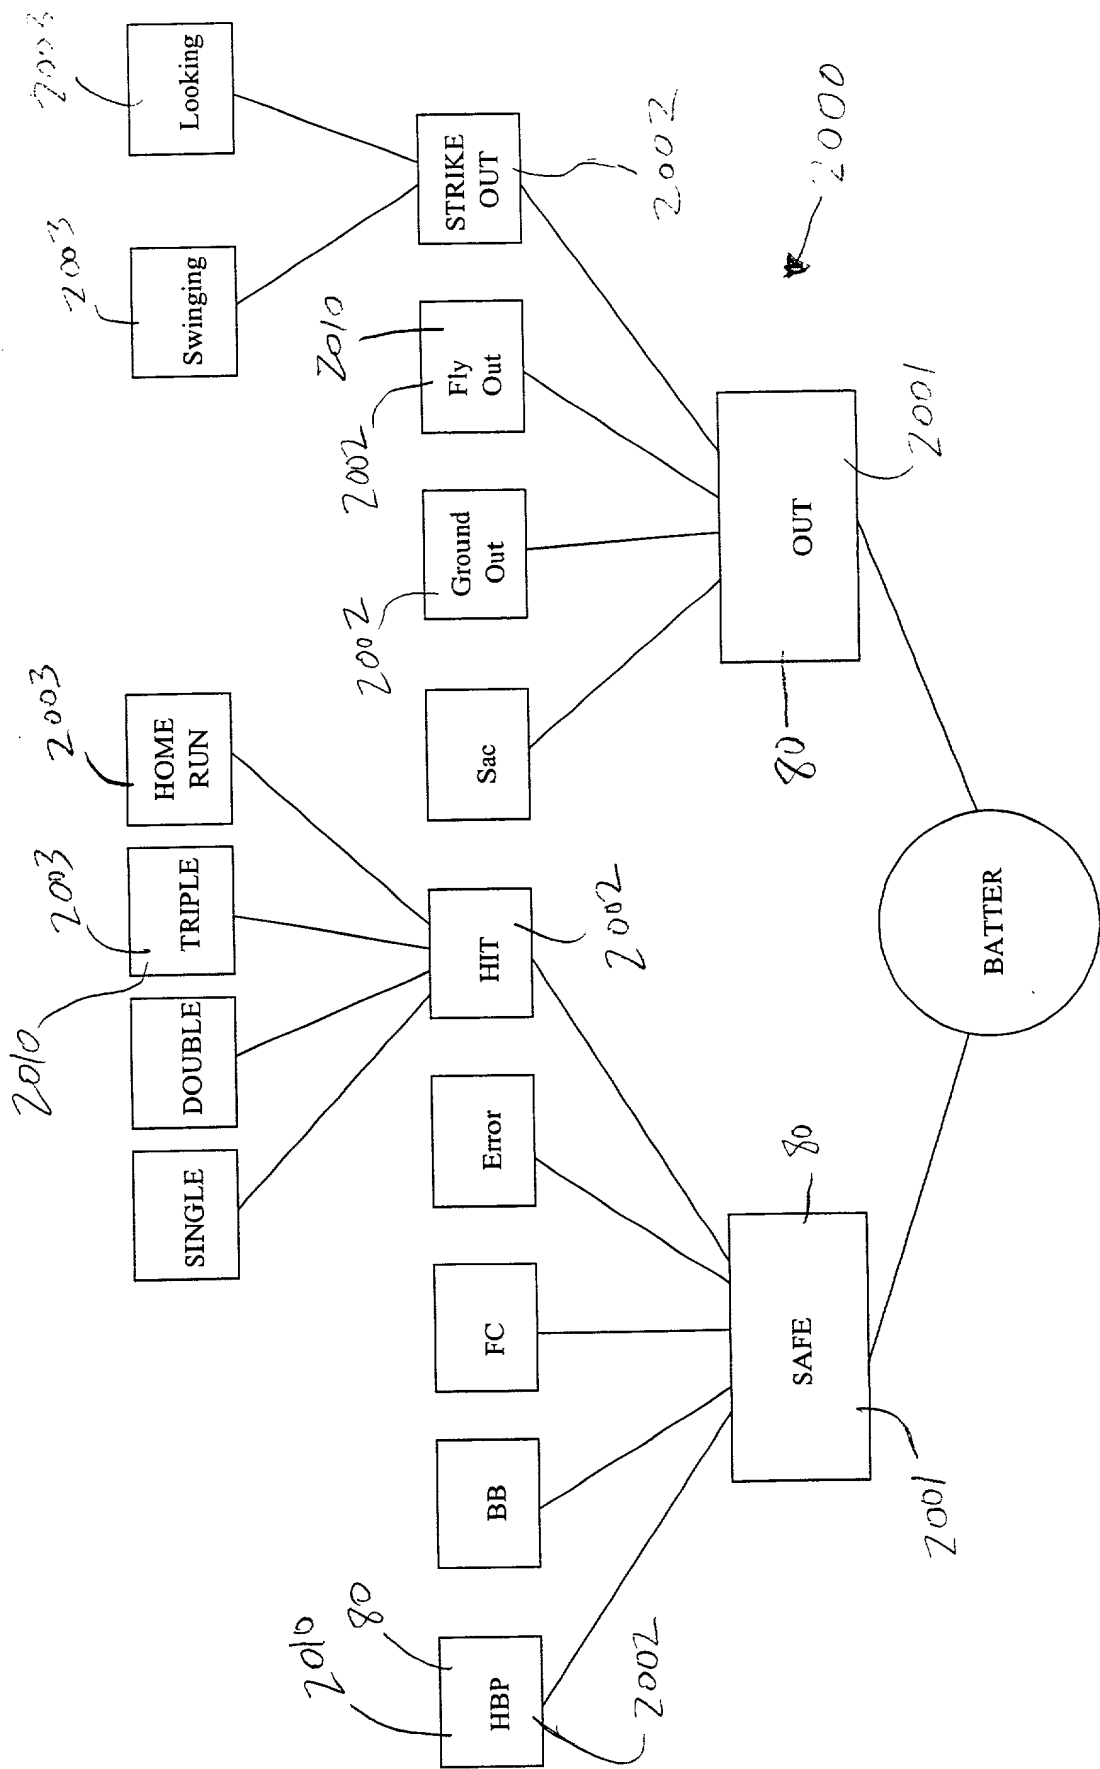 2010
2003
2003
2003
2003
SINGLE
DOUBLE
TRIPLE
HOME
RUN
Swinging
Looking
2010
80
2002
2002
2010
HBP
BB
FC
Error
HIT
Sac
Ground
Out
Fly
Out
STRIKE
OUT
2002
2002
2002
80
80
SAFE
OUT
2001
2001
2000
BATTER